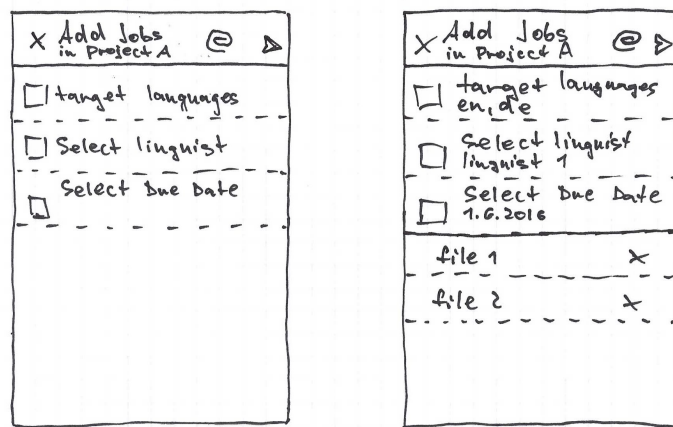 X Add Jobs @
in Project A
target languages
Select linguist
Select Due Date
X Add Jobs @
in Project A
target languages
en, de
Select linguist
linguist 1
Select Due Date
1.6.2016
file 1 X
file 2 X